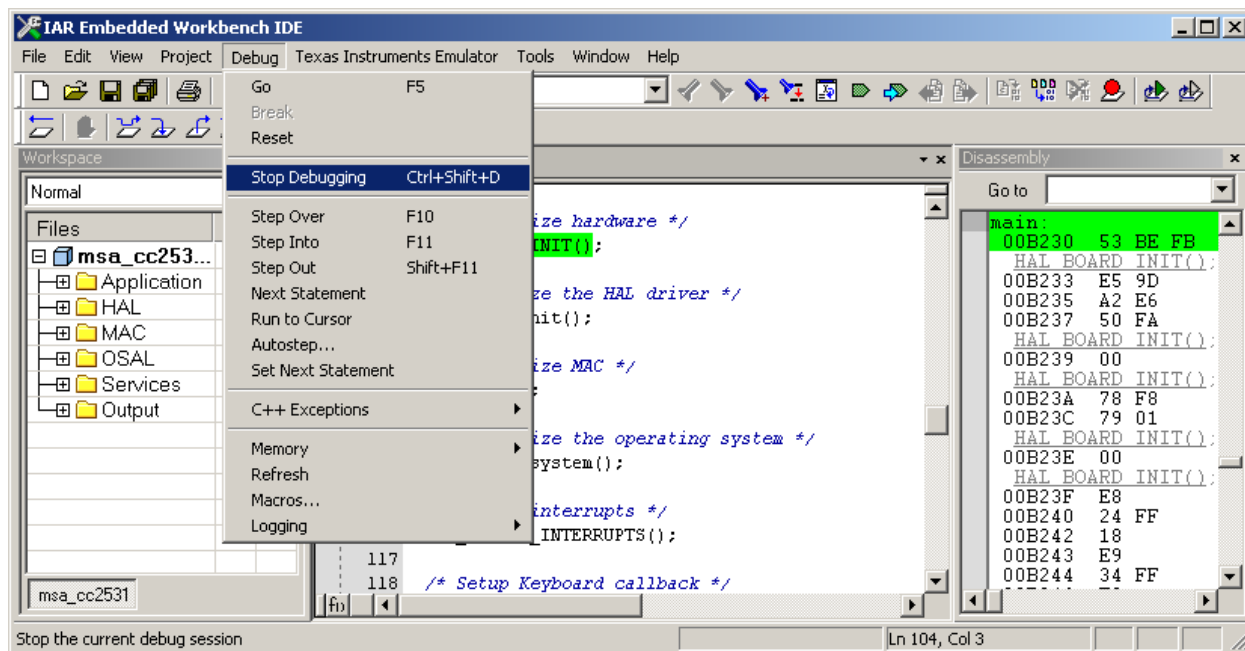 IAR Embedded Workbench IDE
File Edit View Project Debug Texas Instruments Emulator Tools Window Help
Go F5
Break
Reset
Stop Debugging Ctrl+Shift+D
Step Over F10
Step Into F11
Step Out Shift+F11
Next Statement
Run to Cursor
Autostep...
Set Next Statement
C++ Exceptions
Memory
Refresh
Macros...
Logging
Workspace
Normal
Files
msa_cc253...
Application
HAL
MAC
OSAL
Services
Output
msa_cc2531
ize hardware */
INIT();
ze the HAL driver */
nit();
ize MAC */
;
ize the operating system */
system();
interrupts */
_INTERRUPTS();
117
118 /* Setup Keyboard callback */
Disassembly
Go to
main:
00B230 53 BE FB
HAL_BOARD_INIT();
00B233 E5 9D
00B235 A2 E6
00B237 50 FA
HAL_BOARD_INIT();
00B239 00
HAL_BOARD_INIT();
00B23A 78 F8
00B23C 79 01
HAL_BOARD_INIT();
00B23E 00
HAL_BOARD_INIT();
00B23F E8
00B240 24 FF
00B242 18
00B243 E9
00B244 34 FF
Stop the current debug session
Ln 104, Col 3